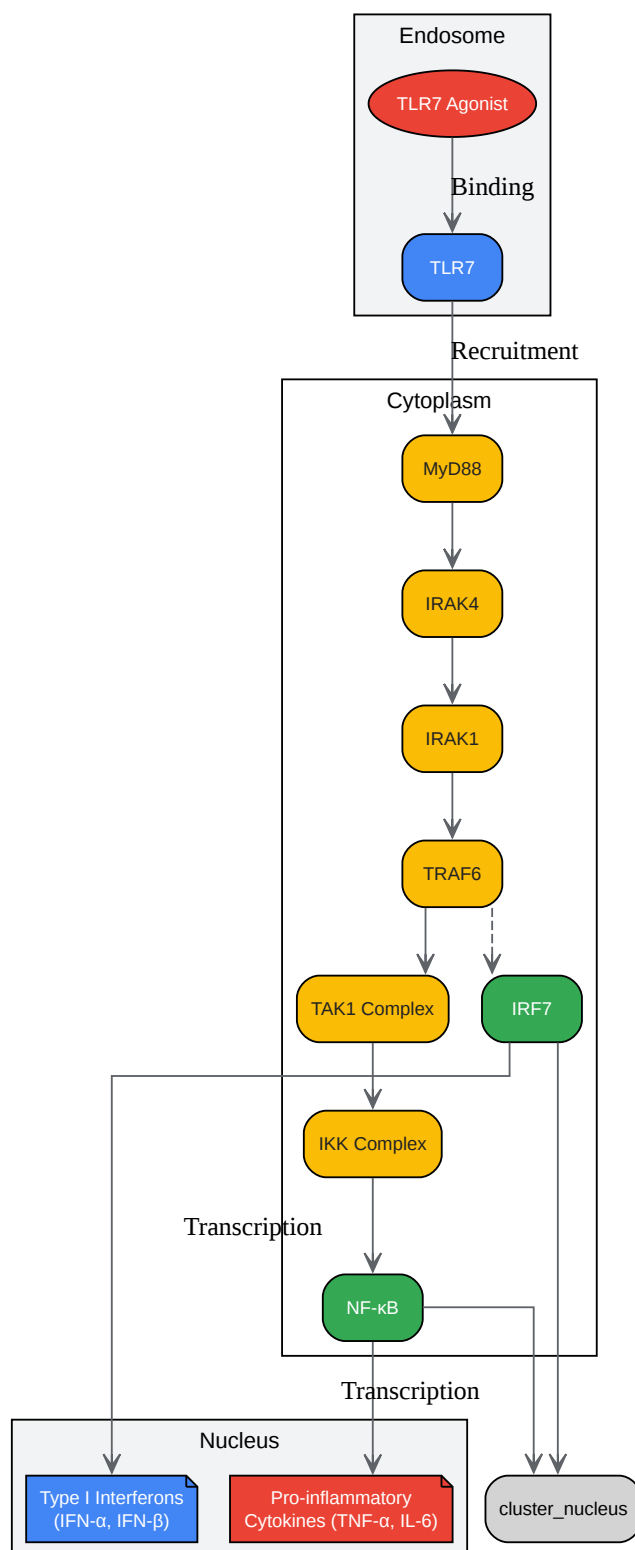 Endosome
TLR7 Agonist
Binding
TLR7
Recruitment
Cytoplasm
MyD88
IRAK4
IRAK1
TRAF6
TAK1 Complex
IRF7
IKK Complex
Transcription
NF-κB
Transcription
Nucleus
Type I Interferons
(IFN-α, IFN-β)
Pro-inflammatory
Cytokines (TNF-α, IL-6)
cluster_nucleus